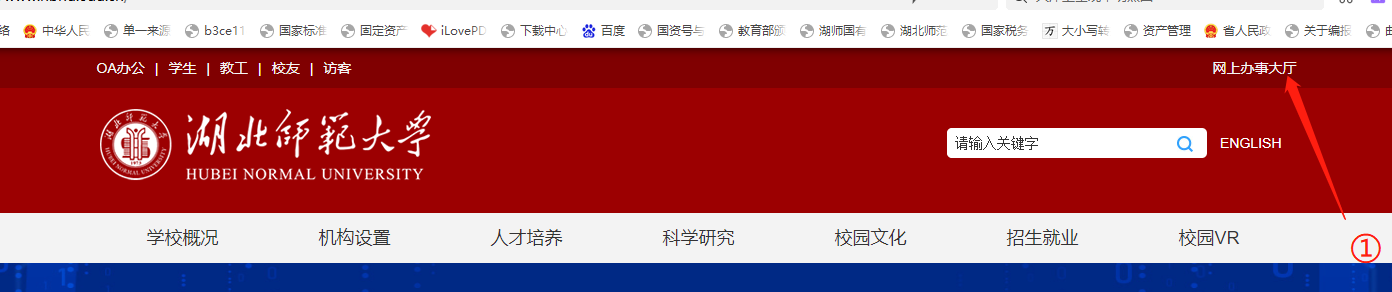 络 中华人民 单一来源 b3ce11 国家标准 固定资产 iLovePD 下载中心 百度 国资号与 教育部颁 湖师国有 湖北师范 国家税务 万 大小写转 资产管理 省人民政 关于编报
OA办公 | 学生 | 教工 | 校友 | 访客 网上办事大厅
湖北師範大学
HUBEI NORMAL UNIVERSITY
请输入关键字 ENGLISH
学校概况 机构设置 人才培养 科学研究 校园文化 招生就业 校园VR
①